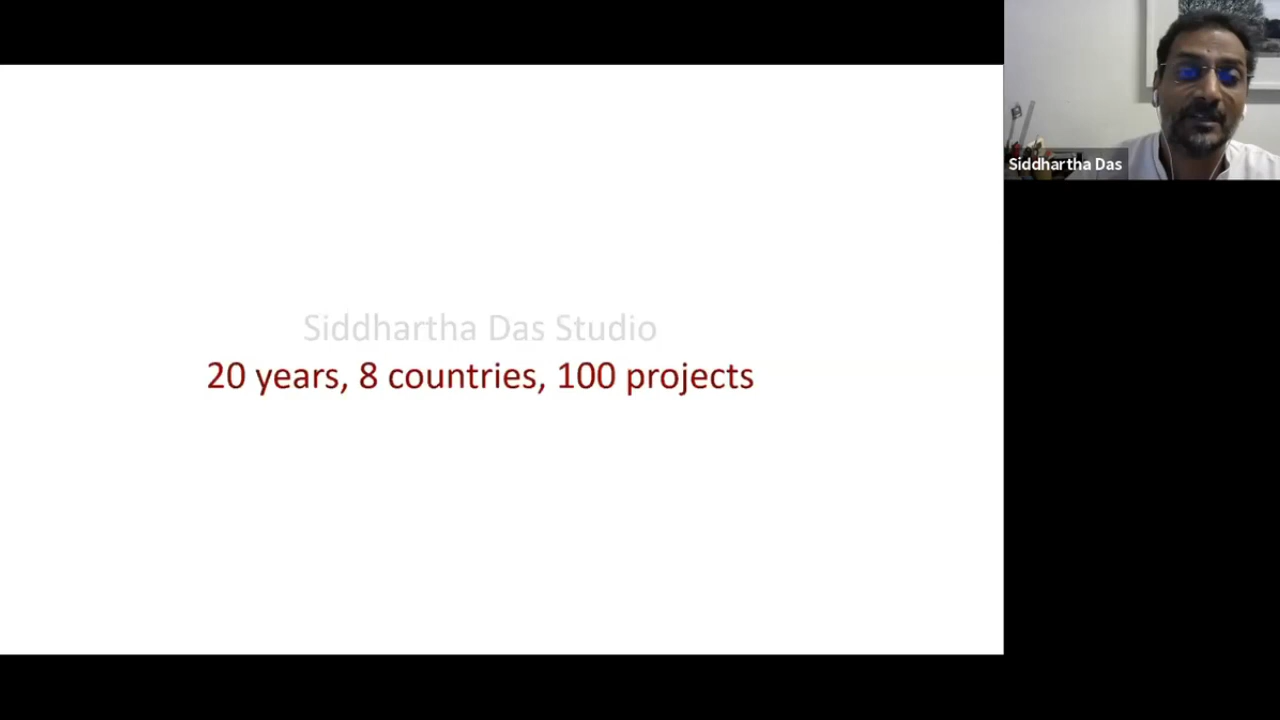 Siddhartha Das Studio
20 years, 8 countries, 100 projects
Siddhartha Das